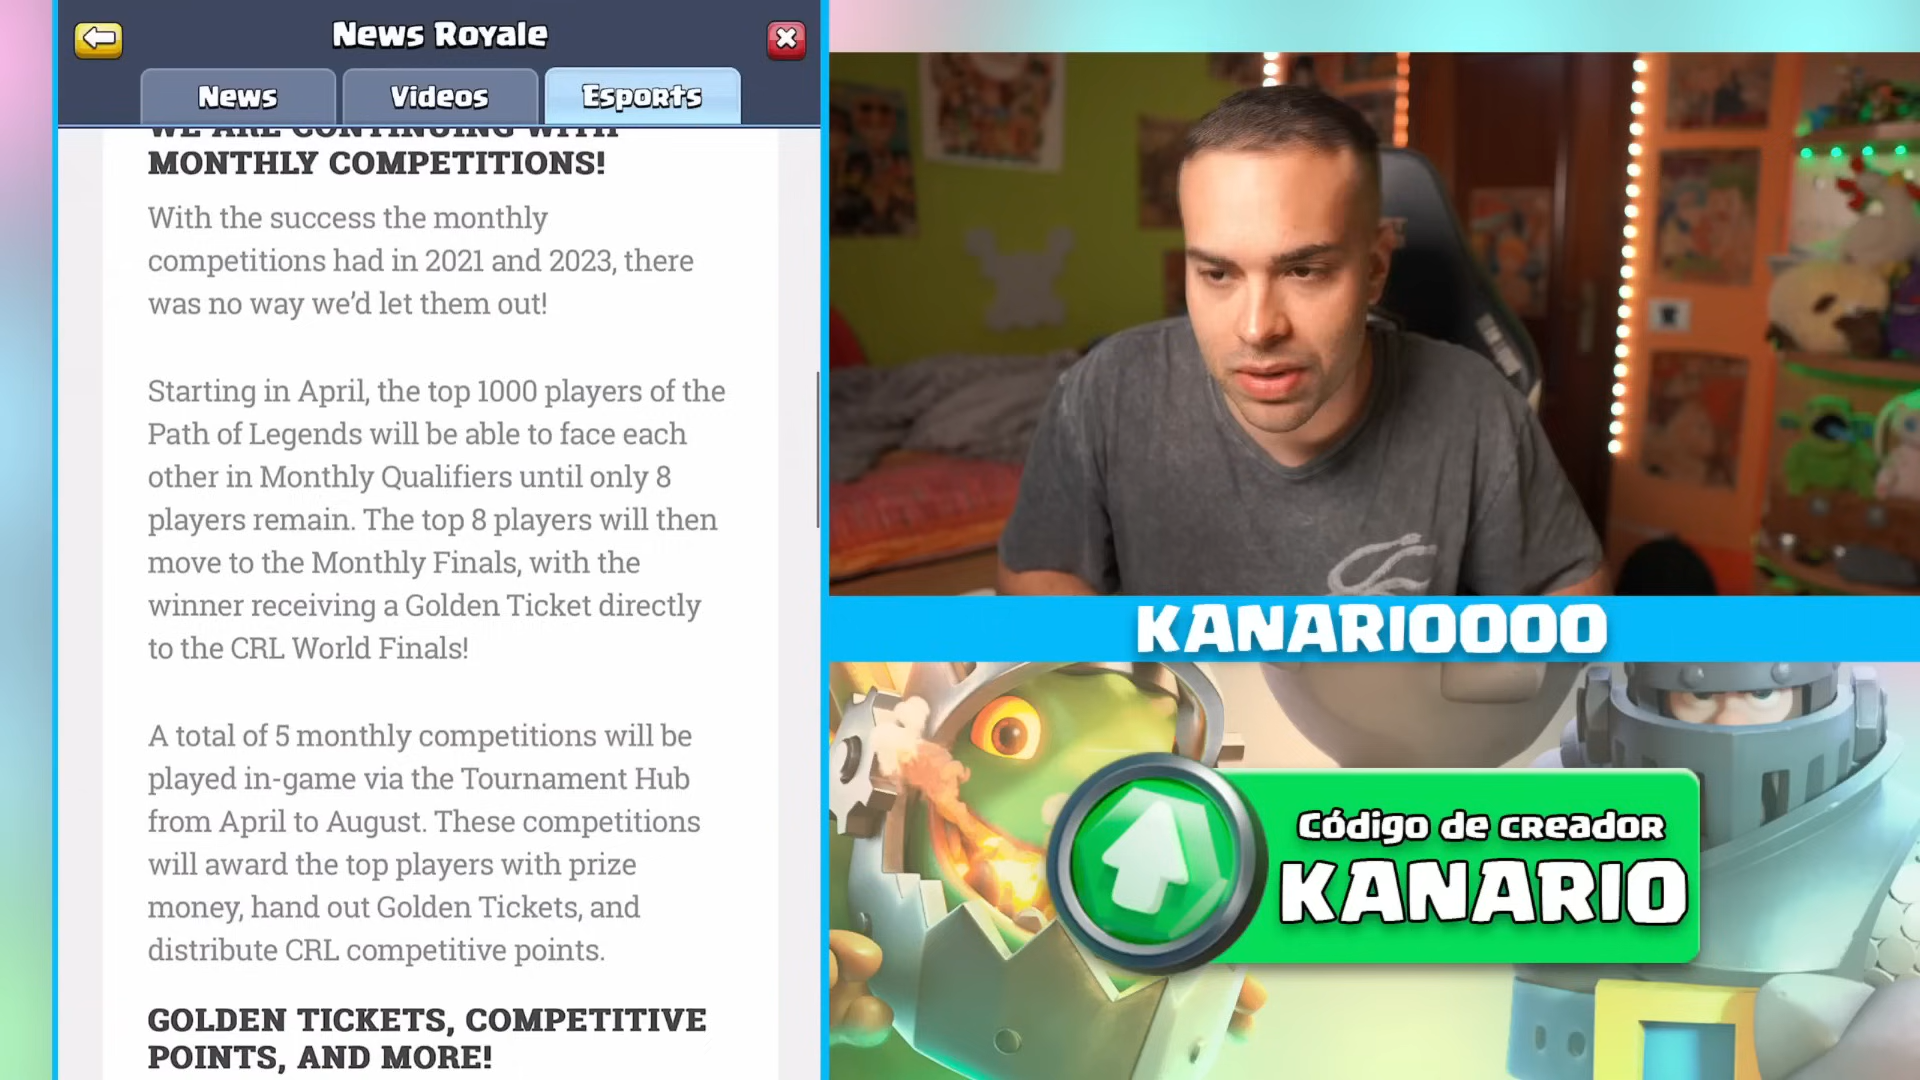 News Royale
News
Videos
Esports
WE ARE CONTINUING WITH
MONTHLY COMPETITIONS!
With the success the monthly
competitions had in 2021 and 2023, there
was no way we’d let them out!
Starting in April, the top 1000 players of the
Path of Legends will be able to face each
other in Monthly Qualifiers until only 8
players remain. The top 8 players will then
move to the Monthly Finals, with the
winner receiving a Golden Ticket directly
to the CRL World Finals!
A total of 5 monthly competitions will be
played in-game via the Tournament Hub
from April to August. These competitions
will award the top players with prize
money, hand out Golden Tickets, and
distribute CRL competitive points.
GOLDEN TICKETS, COMPETITIVE
POINTS, AND MORE!
KANARIOOOO
Código de creador
KANARIO